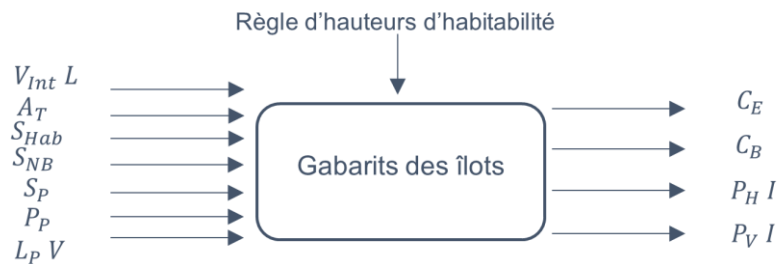 Règle d'hauteurs d'habitabilité
V_Int L
A_T
S_Hab
S_NB
S_P
P_P
L_P V
Gabarits des îlots
C_E
C_B
P_H I
P_V I